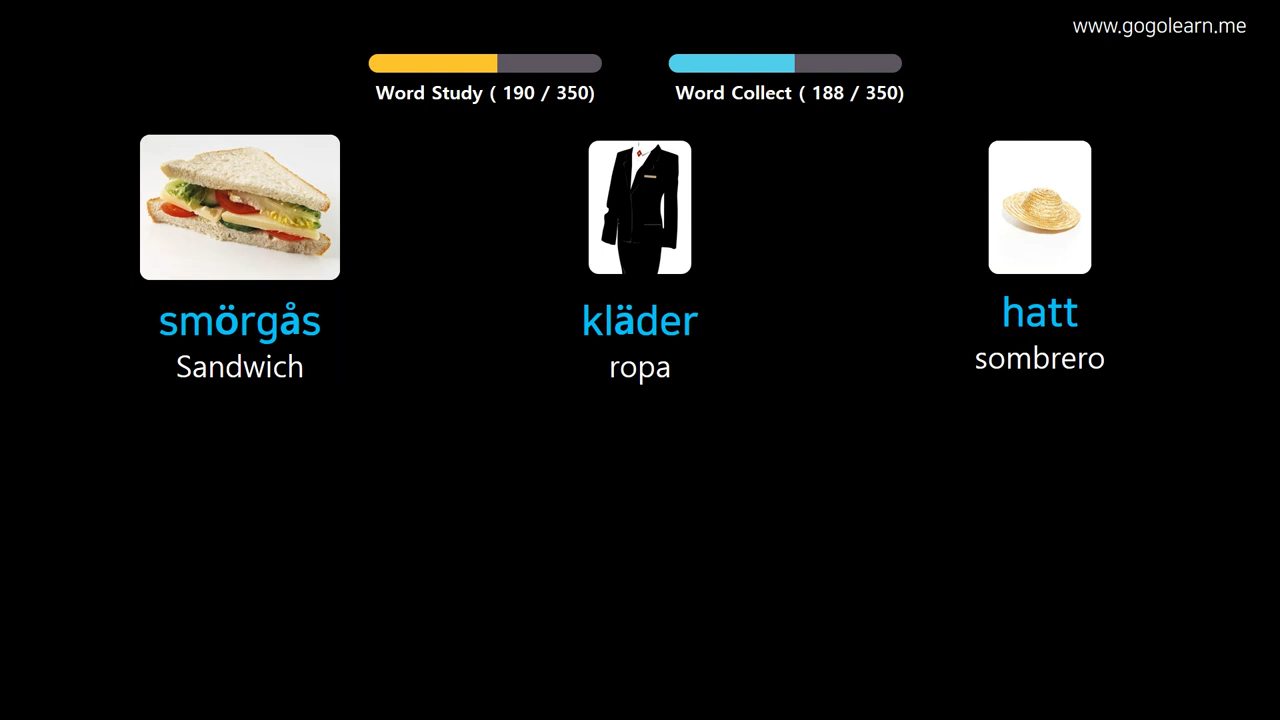 www.gogolearn.me
Word Study ( 190 / 350)
Word Collect ( 188 / 350)
smörgås
Sandwich
kläder
ropa
hatt
sombrero